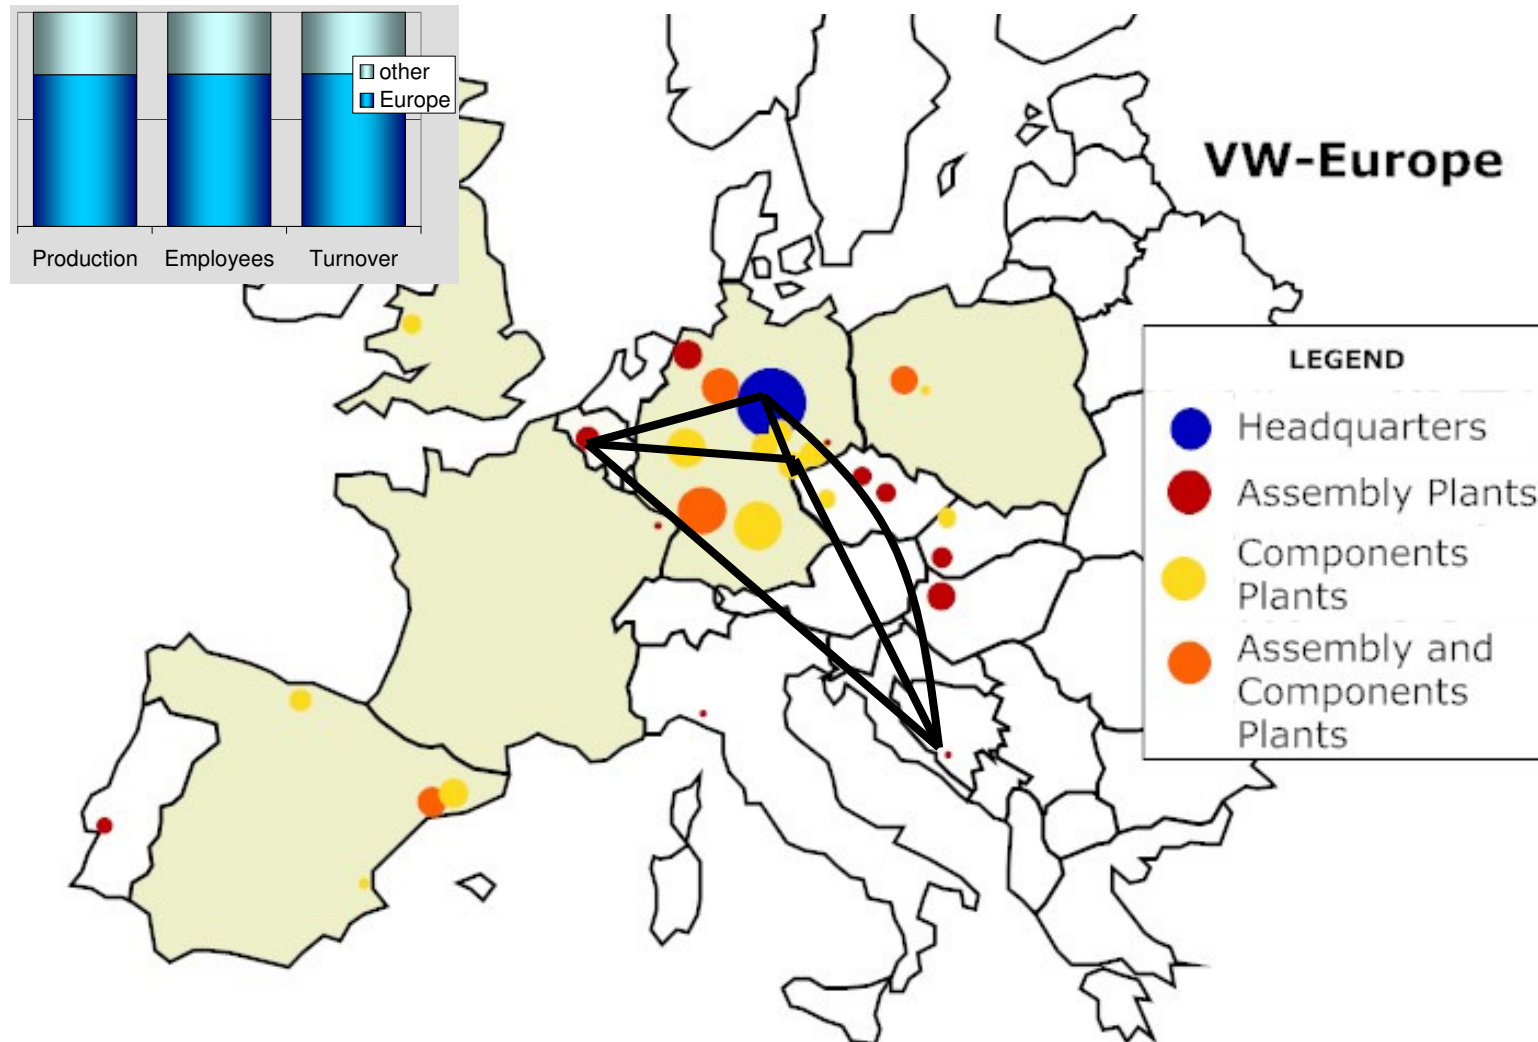 other
Europe
Production Employees Turnover
VW-Europe
LEGEND
Headquarters
Assembly Plants
Components
Plants
Assembly and
Components
Plants